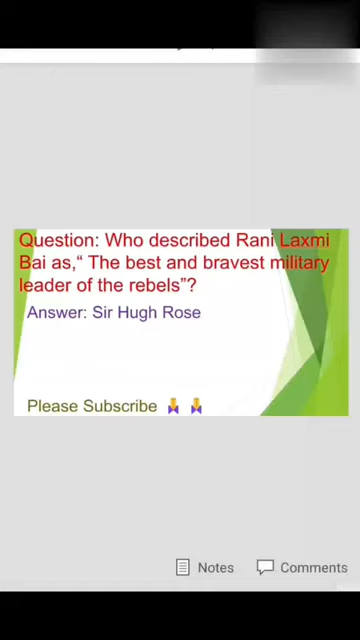 Question: Who described Rani Laxmi
Bai as,“ The best and bravest military
leader of the rebels”?
Answer: Sir Hugh Rose
Please Subscribe
Notes
Comments